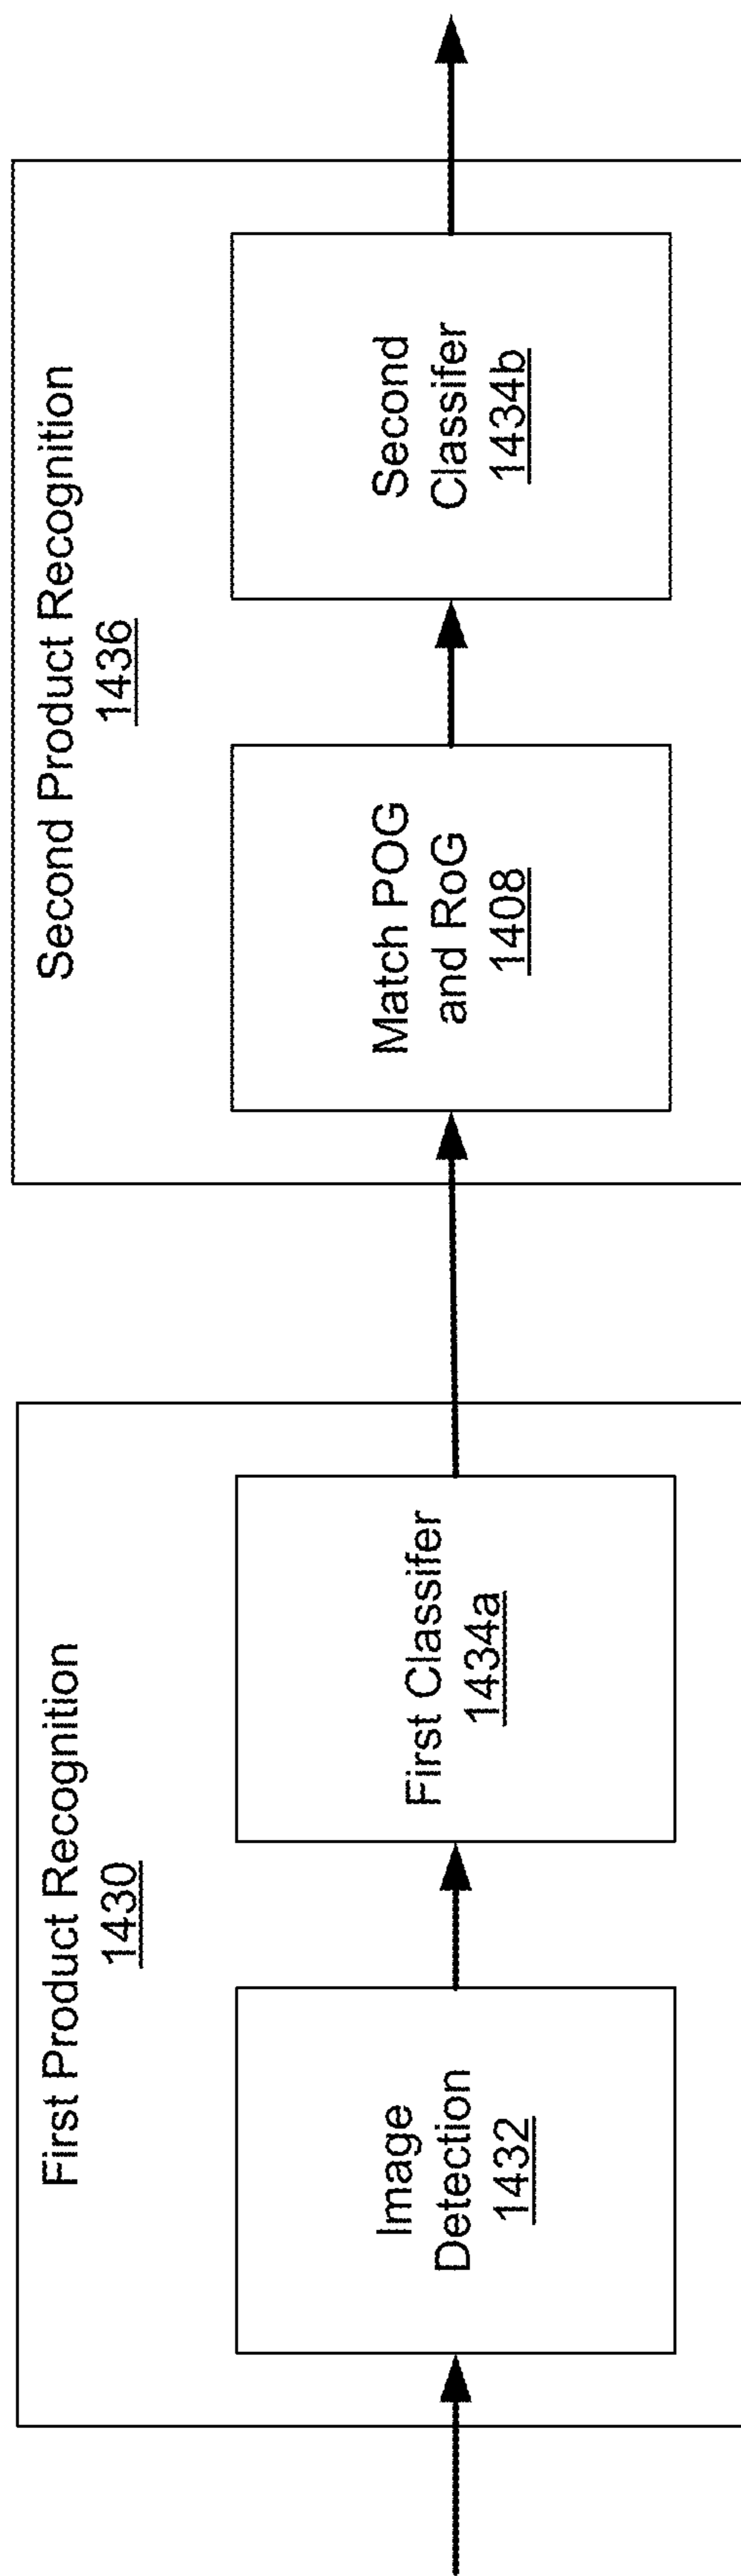 First Product Recognition
1430
Image
Detection
1432
First Classifer
1434a
Second Product Recognition
1436
Match POG
and RoG
1408
Second
Classifer
1434b